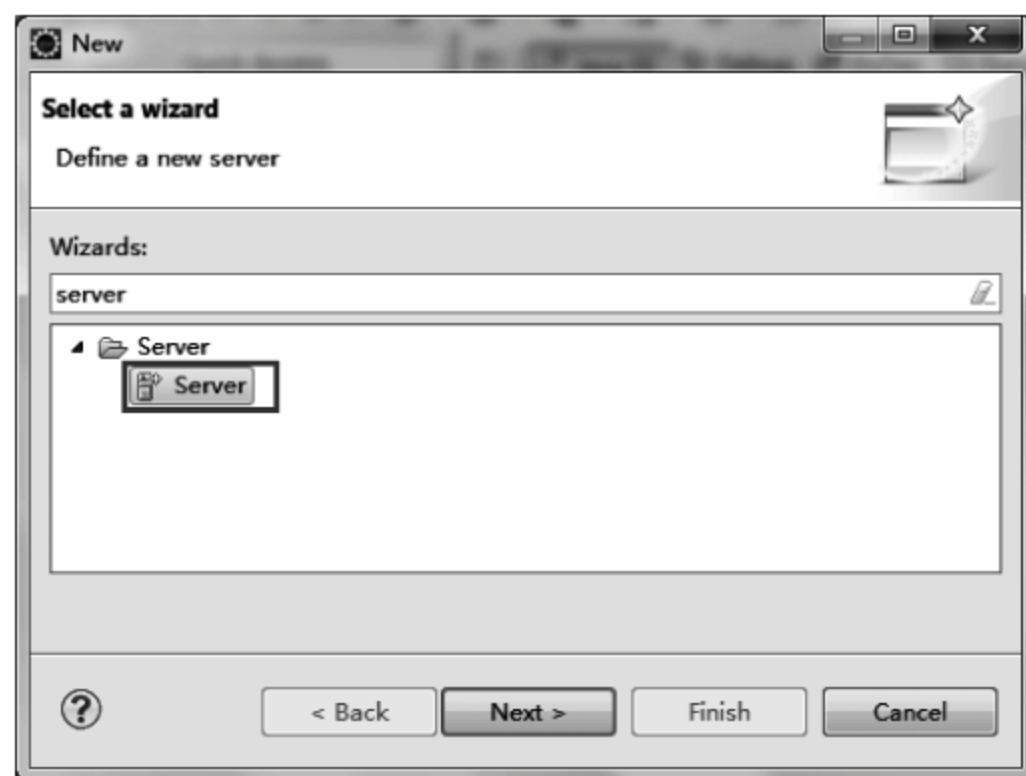 New
Select a wizard
Define a new server
Wizards:
server
Server
Server
< Back Next > Finish Cancel